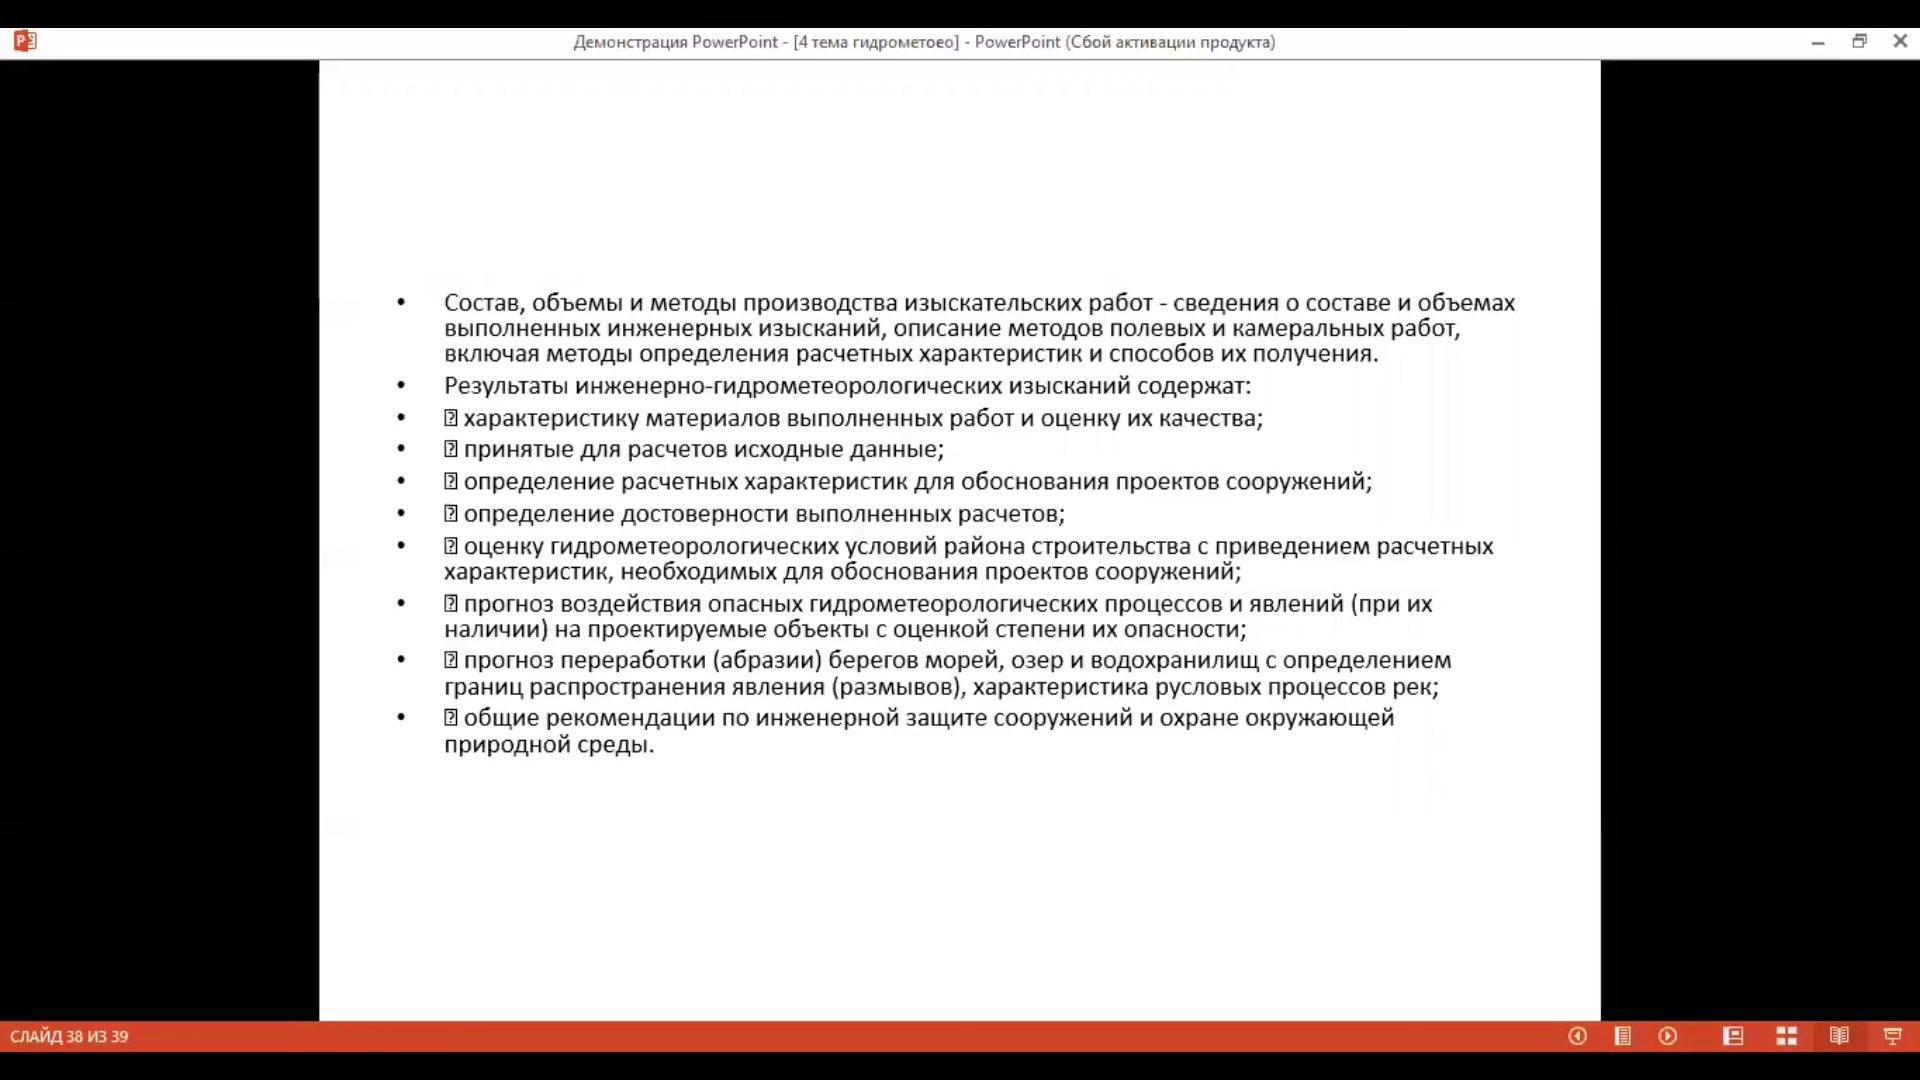 Демонстрация PowerPoint - [4 тема гидрометоео] - PowerPoint (Сбой активации продукта)
• Состав, объемы и методы производства изыскательских работ - сведения о составе и объемах
выполненных инженерных изысканий, описание методов полевых и камеральных работ,
включая методы определения расчетных характеристик и способов их получения.
• Результаты инженерно-гидрометеорологических изысканий содержат:
• ⍰ характеристику материалов выполненных работ и оценку их качества;
• ⍰ принятые для расчетов исходные данные;
• ⍰ определение расчетных характеристик для обоснования проектов сооружений;
• ⍰ определение достоверности выполненных расчетов;
• ⍰ оценку гидрометеорологических условий района строительства с приведением расчетных
характеристик, необходимых для обоснования проектов сооружений;
• ⍰ прогноз воздействия опасных гидрометеорологических процессов и явлений (при их
наличии) на проектируемые объекты с оценкой степени их опасности;
• ⍰ прогноз переработки (абразии) берегов морей, озер и водохранилищ с определением
границ распространения явления (размывов), характеристика русловых процессов рек;
• ⍰ общие рекомендации по инженерной защите сооружений и охране окружающей
природной среды.
СЛАЙД 38 ИЗ 39